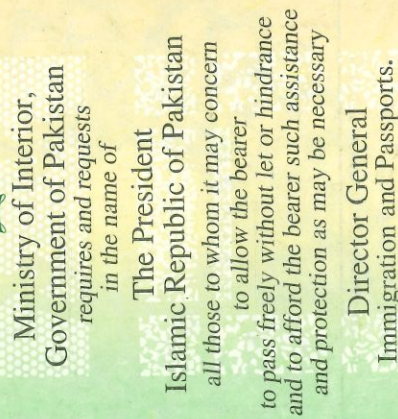 Ministry of Interior,
Government of Pakistan
requires and requests
in the name of
The President
Islamic Republic of Pakistan
all those to whom it may concern
to allow the bearer
to pass freely without let or hindrance
and to afford the bearer such assistance
and protection as may be necessary
Director General
Immigration and Passports.